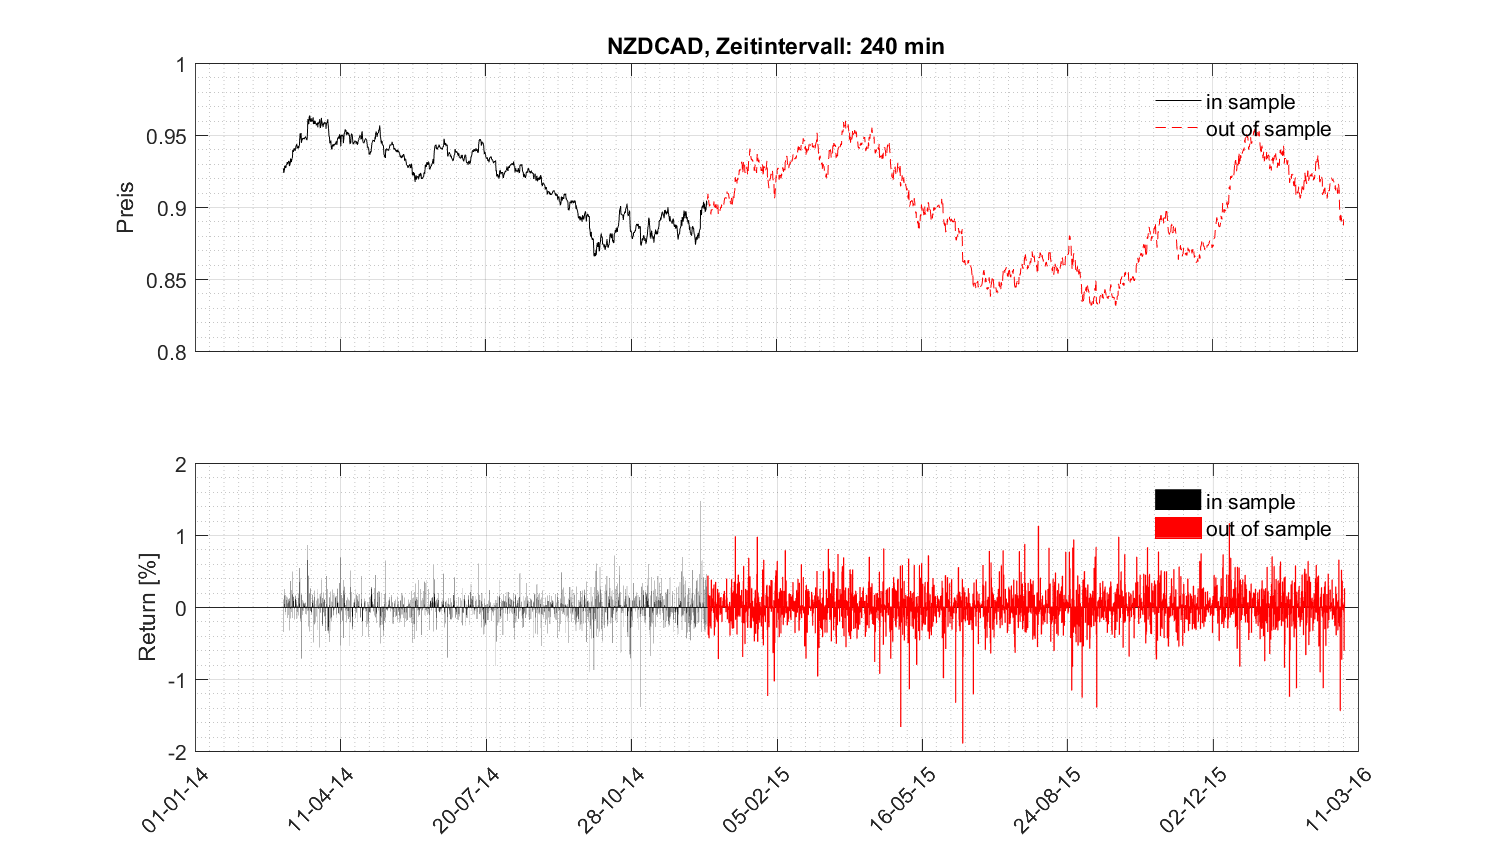 NZDCAD, Zeitintervall: 240 min
1
0.95
0.9
0.85
0.8
Preis
in sample
out of sample
2
1
0
-1
-2
Return [%]
in sample
out of sample
01-01-14
11-04-14
20-07-14
28-10-14
05-02-15
16-05-15
24-08-15
02-12-15
11-03-16